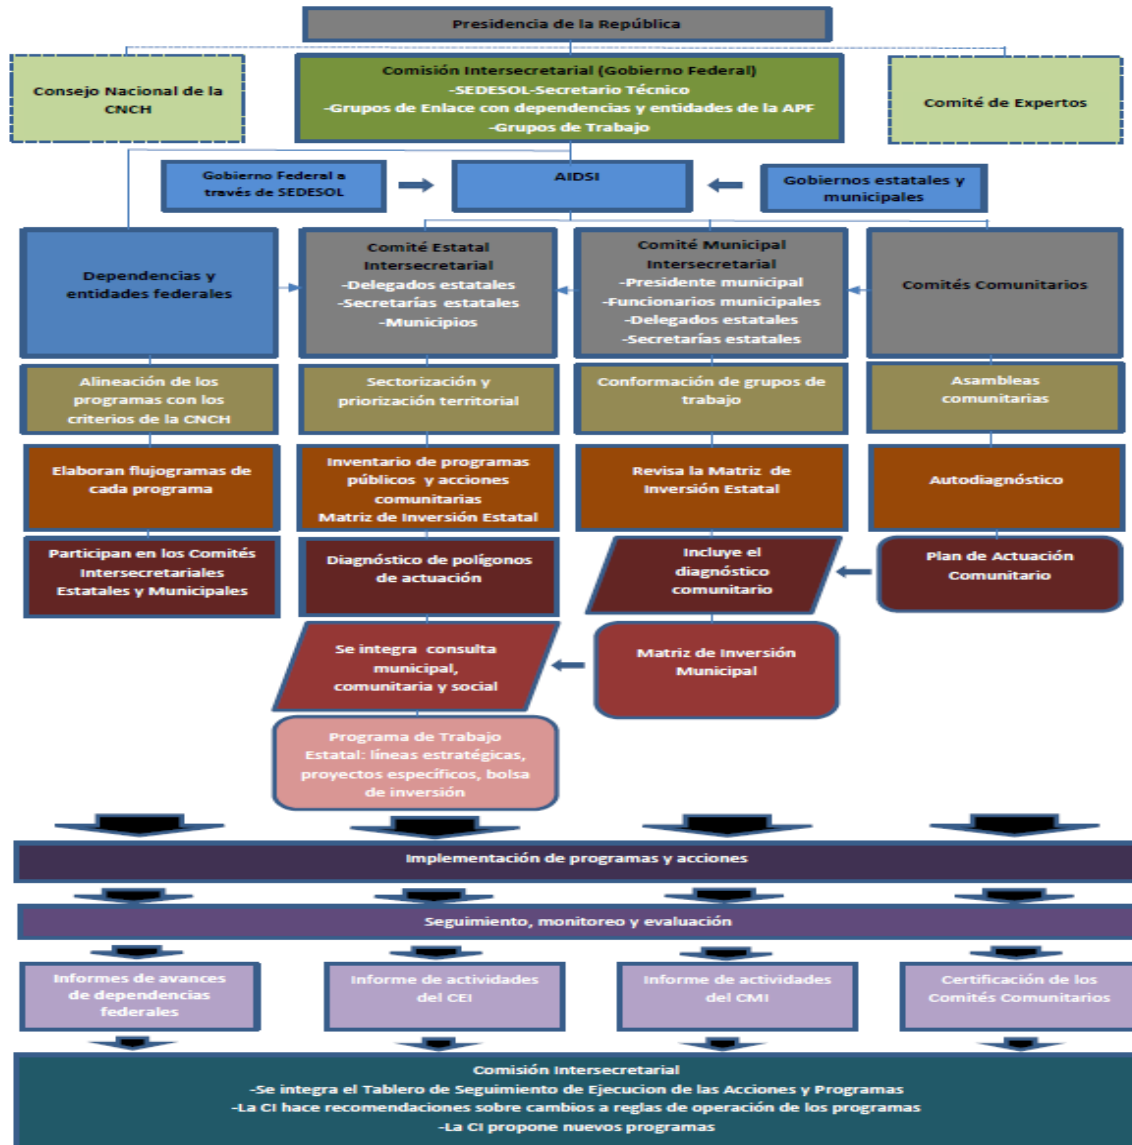 Presidencia de la República
Consejo Nacional de la
CNCH
Comisión Intersecretarial (Gobierno Federal)
-SEDESOL-Secretario Técnico
-Grupos de Enlace con dependencias y entidades de la APF
-Grupos de Trabajo
Comité de Expertos
Gobierno Federal a
través de SEDESOL
AIDSI
Gobiernos estatales y
municipales
Dependencias y
entidades federales
Comité Estatal
Intersecretarial
-Delegados estatales
-Secretarías estatales
-Municipios
Comité Municipal
Intersecretarial
-Presidente municipal
-Funcionarios municipales
-Delegados estatales
-Secretarías estatales
Comités Comunitarios
Alineación de los
programas con los
criterios de la CNCH
Sectorización y
priorización territorial
Conformación de grupos de
trabajo
Asambleas
comunitarias
Elaboran flujogramas de
cada programa
Inventario de programas
públicos y acciones
comunitarias
Matriz de Inversión Estatal
Revisa la Matriz de
Inversión Estatal
Autodiagnóstico
Participan en los Comités
Intersecretariales
Estatales y Municipales
Diagnóstico de polígonos
de actuación
Incluye el
diagnóstico
comunitario
Plan de Actuación
Comunitario
Se integra consulta
municipal,
comunitaria y social
Matriz de Inversión
Municipal
Programa de Trabajo
Estatal: líneas estratégicas,
proyectos específicos, bolsa
de inversión
Implementación de programas y acciones
Seguimiento, monitoreo y evaluación
Informes de avances
de dependencias
federales
Informe de actividades
del CEI
Informe de actividades
del CMI
Certificación de los
Comités Comunitarios
Comisión Intersecretarial
-Se integra el Tablero de Seguimiento de Ejecucion de las Acciones y Programas
-La CI hace recomendaciones sobre cambios a reglas de operación de los programas
-La CI propone nuevos programas